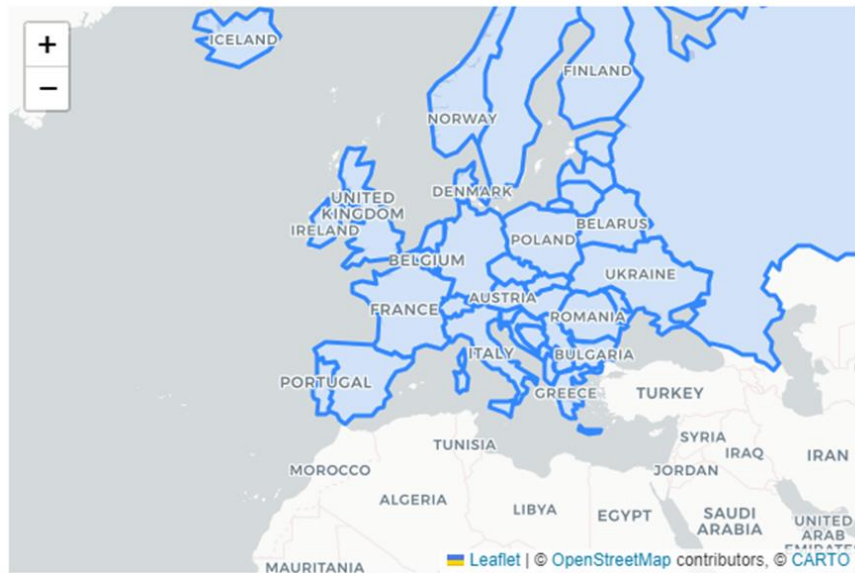 +
−
ICELAND
FINLAND
NORWAY
DENMARK
UNITED
KINGDOM
IRELAND
BELARUS
POLAND
BELGIUM
UKRAINE
AUSTRIA
FRANCE
ROMANIA
ITALY
BULGARIA
PORTUGAL
GREECE
TURKEY
TUNISIA
SYRIA
IRAQ
IRAN
MOROCCO
JORDAN
ALGERIA
LIBYA
EGYPT
SAUDI
ARABIA
UNITED
ARAB
EMIRATES
MAURITANIA
Leaflet | © OpenStreetMap contributors, © CARTO